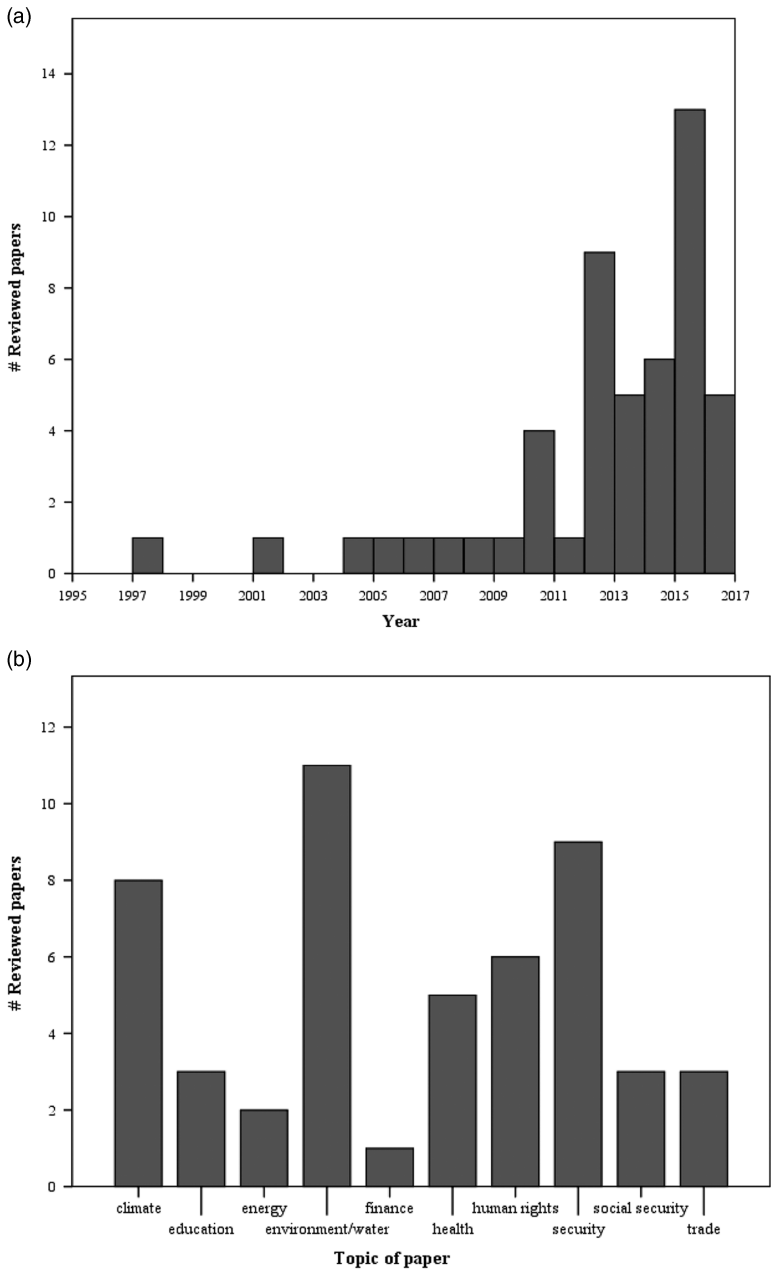 (a)
14
12
10
8
6
4
2
0
# Reviewed papers
1995 1997 1999 2001 2003 2005 2007 2009 2011 2013 2015 2017
Year
(b)
12
10
8
6
4
2
0
# Reviewed papers
climate energy finance human rights social security
education environment/water health security trade
Topic of paper